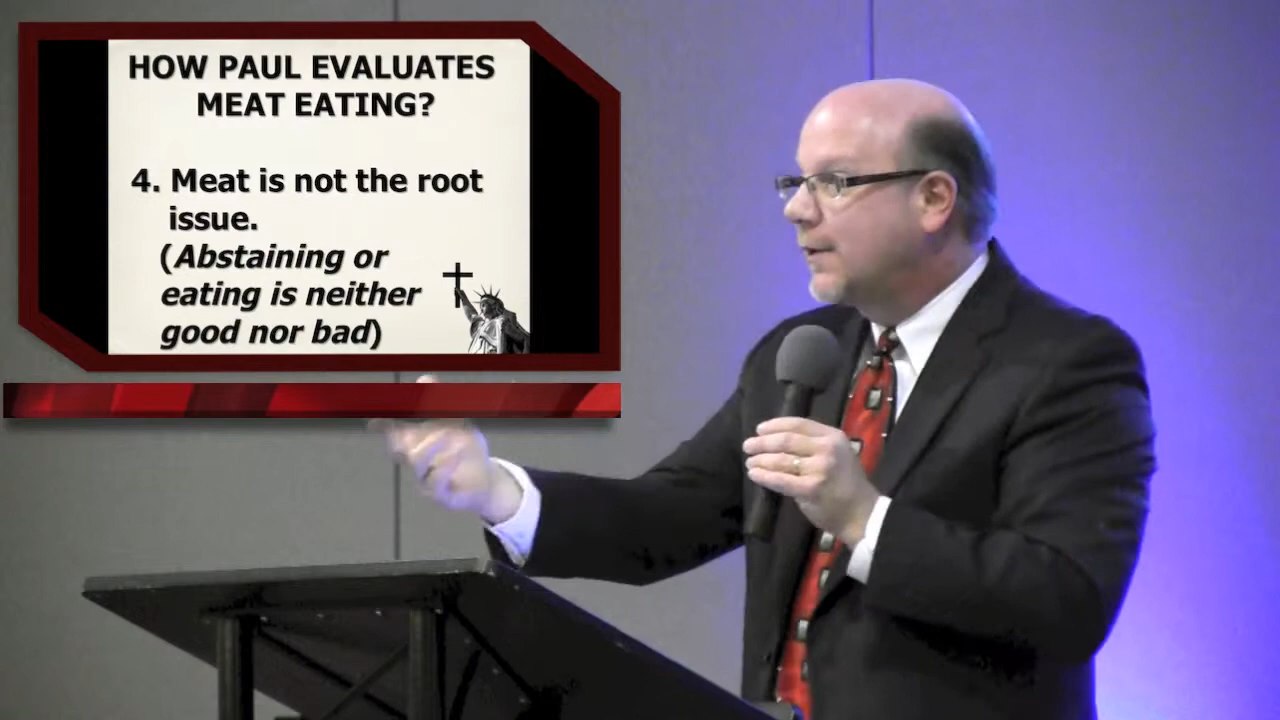 HOW PAUL EVALUATES
MEAT EATING?
4. Meat is not the root
issue.
(Abstaining or
eating is neither
good nor bad)